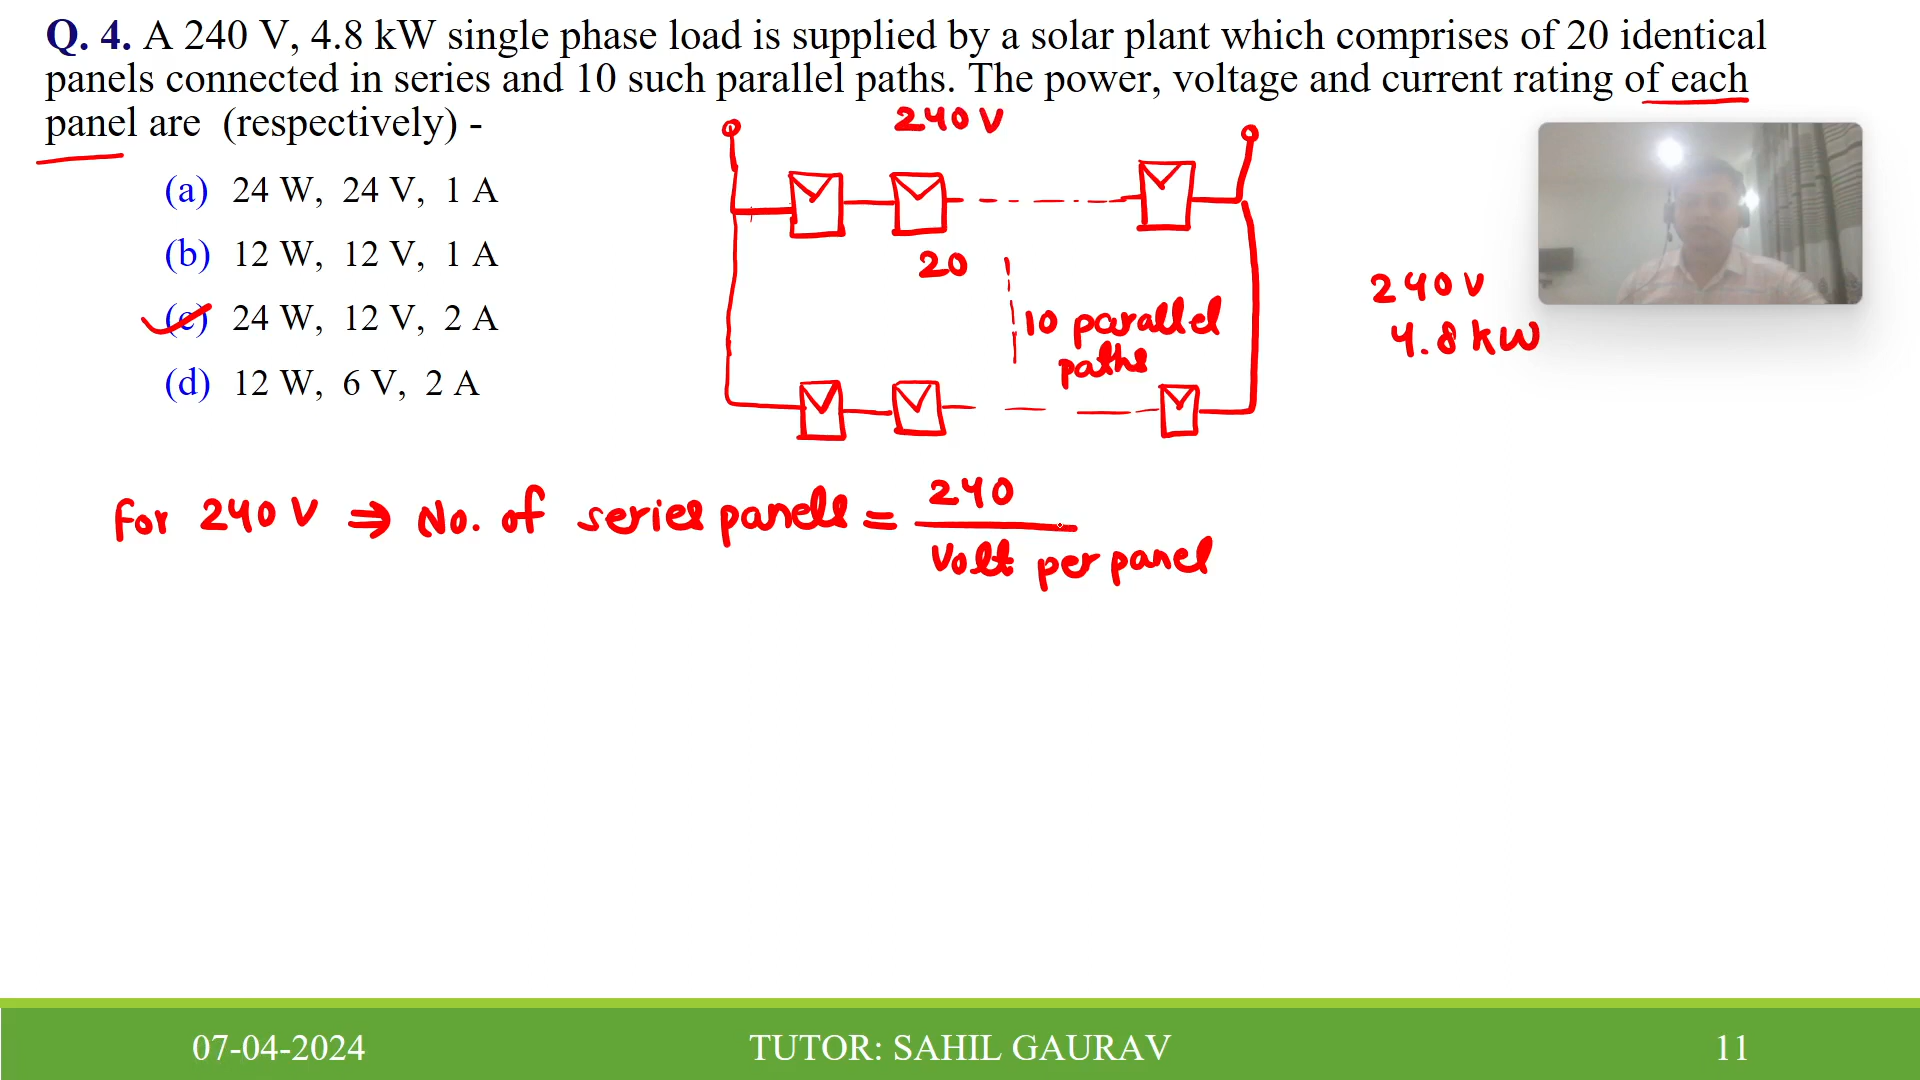 Q. 4. A 240 V, 4.8 kW single phase load is supplied by a solar plant which comprises of 20 identical
panels connected in series and 10 such parallel paths. The power, voltage and current rating of each
panel are (respectively) -
240 V
(a) 24 W, 24 V, 1 A
(b) 12 W, 12 V, 1 A
(c) 24 W, 12 V, 2 A
(d) 12 W, 6 V, 2 A
20
10 parallel
paths
240 V
4.8 kW
For 240 V ⇒ No. of series panels = 240
Volt per panel
07-04-2024 TUTOR: SAHIL GAURAV 11